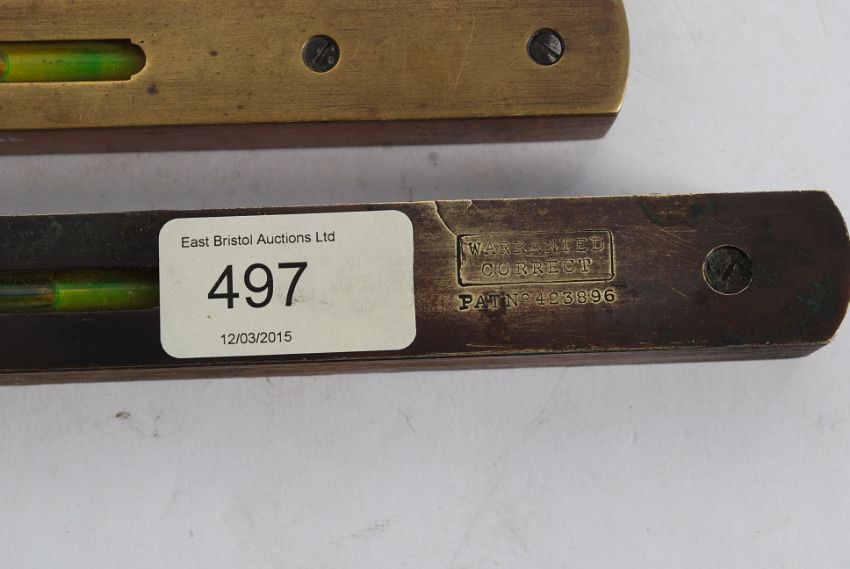 East Bristol Auctions Ltd
497
12/03/2015
WARRANTED
CORRECT
PAT No 423896